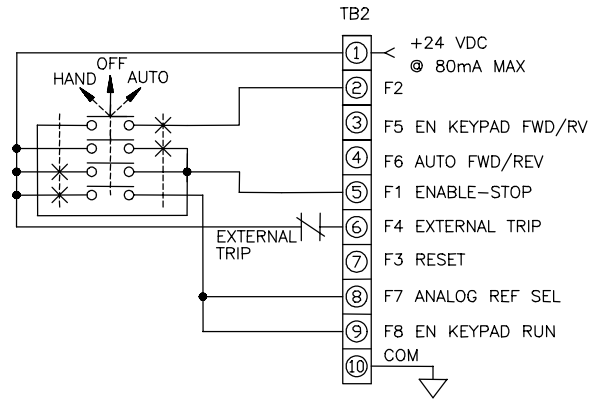 TB2
1 +24 VDC
@ 80mA MAX
OFF
HAND AUTO
2 F2
3 F5 EN KEYPAD FWD/RV
4 F6 AUTO FWD/REV
5 F1 ENABLE-STOP
6 F4 EXTERNAL TRIP
EXTERNAL
TRIP
7 F3 RESET
8 F7 ANALOG REF SEL
9 F8 EN KEYPAD RUN
10 COM